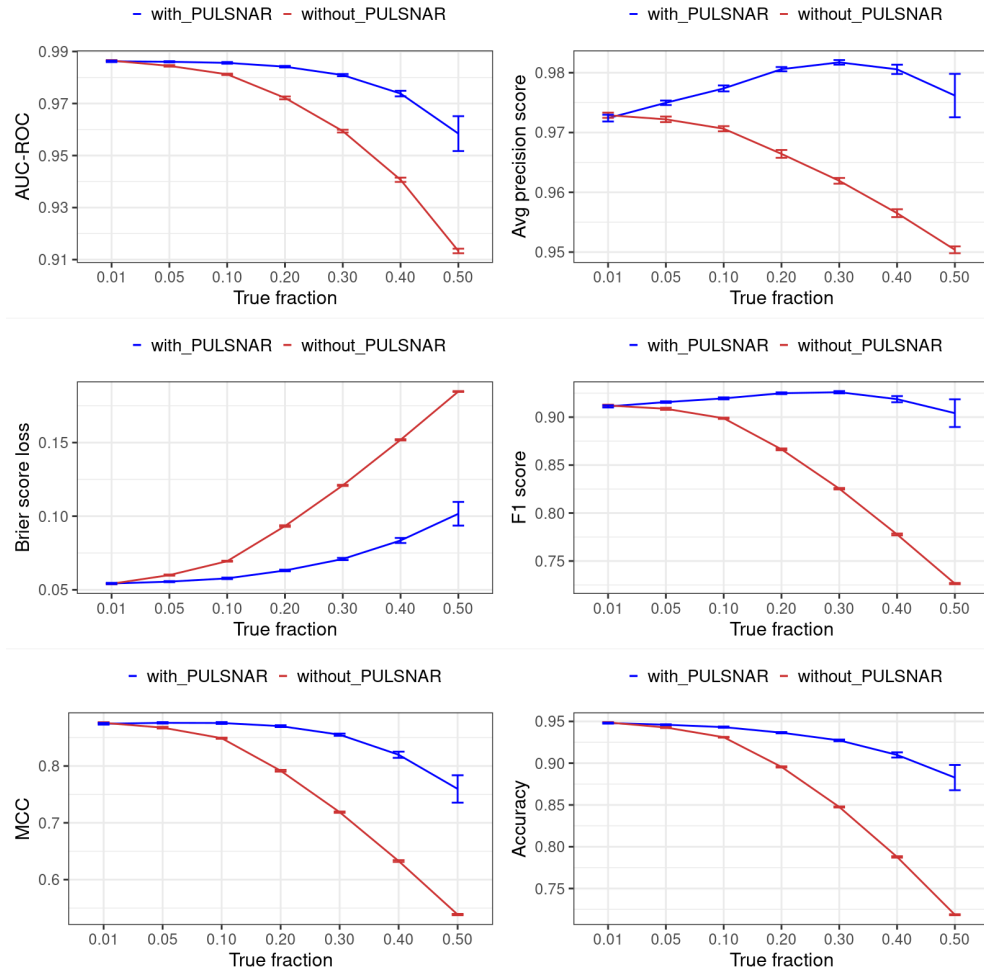 with_PULSNAR without_PULSNAR
AUC-ROC
0.99
0.97
0.95
0.93
0.91
0.01 0.05 0.10 0.20 0.30 0.40 0.50
True fraction
with_PULSNAR without_PULSNAR
Avg precision score
0.98
0.97
0.96
0.95
0.01 0.05 0.10 0.20 0.30 0.40 0.50
True fraction
with_PULSNAR without_PULSNAR
Brier score loss
0.15
0.10
0.05
0.01 0.05 0.10 0.20 0.30 0.40 0.50
True fraction
with_PULSNAR without_PULSNAR
F1 score
0.90
0.85
0.80
0.75
0.01 0.05 0.10 0.20 0.30 0.40 0.50
True fraction
with_PULSNAR without_PULSNAR
MCC
0.8
0.7
0.6
0.01 0.05 0.10 0.20 0.30 0.40 0.50
True fraction
with_PULSNAR without_PULSNAR
Accuracy
0.95
0.90
0.85
0.80
0.75
0.01 0.05 0.10 0.20 0.30 0.40 0.50
True fraction